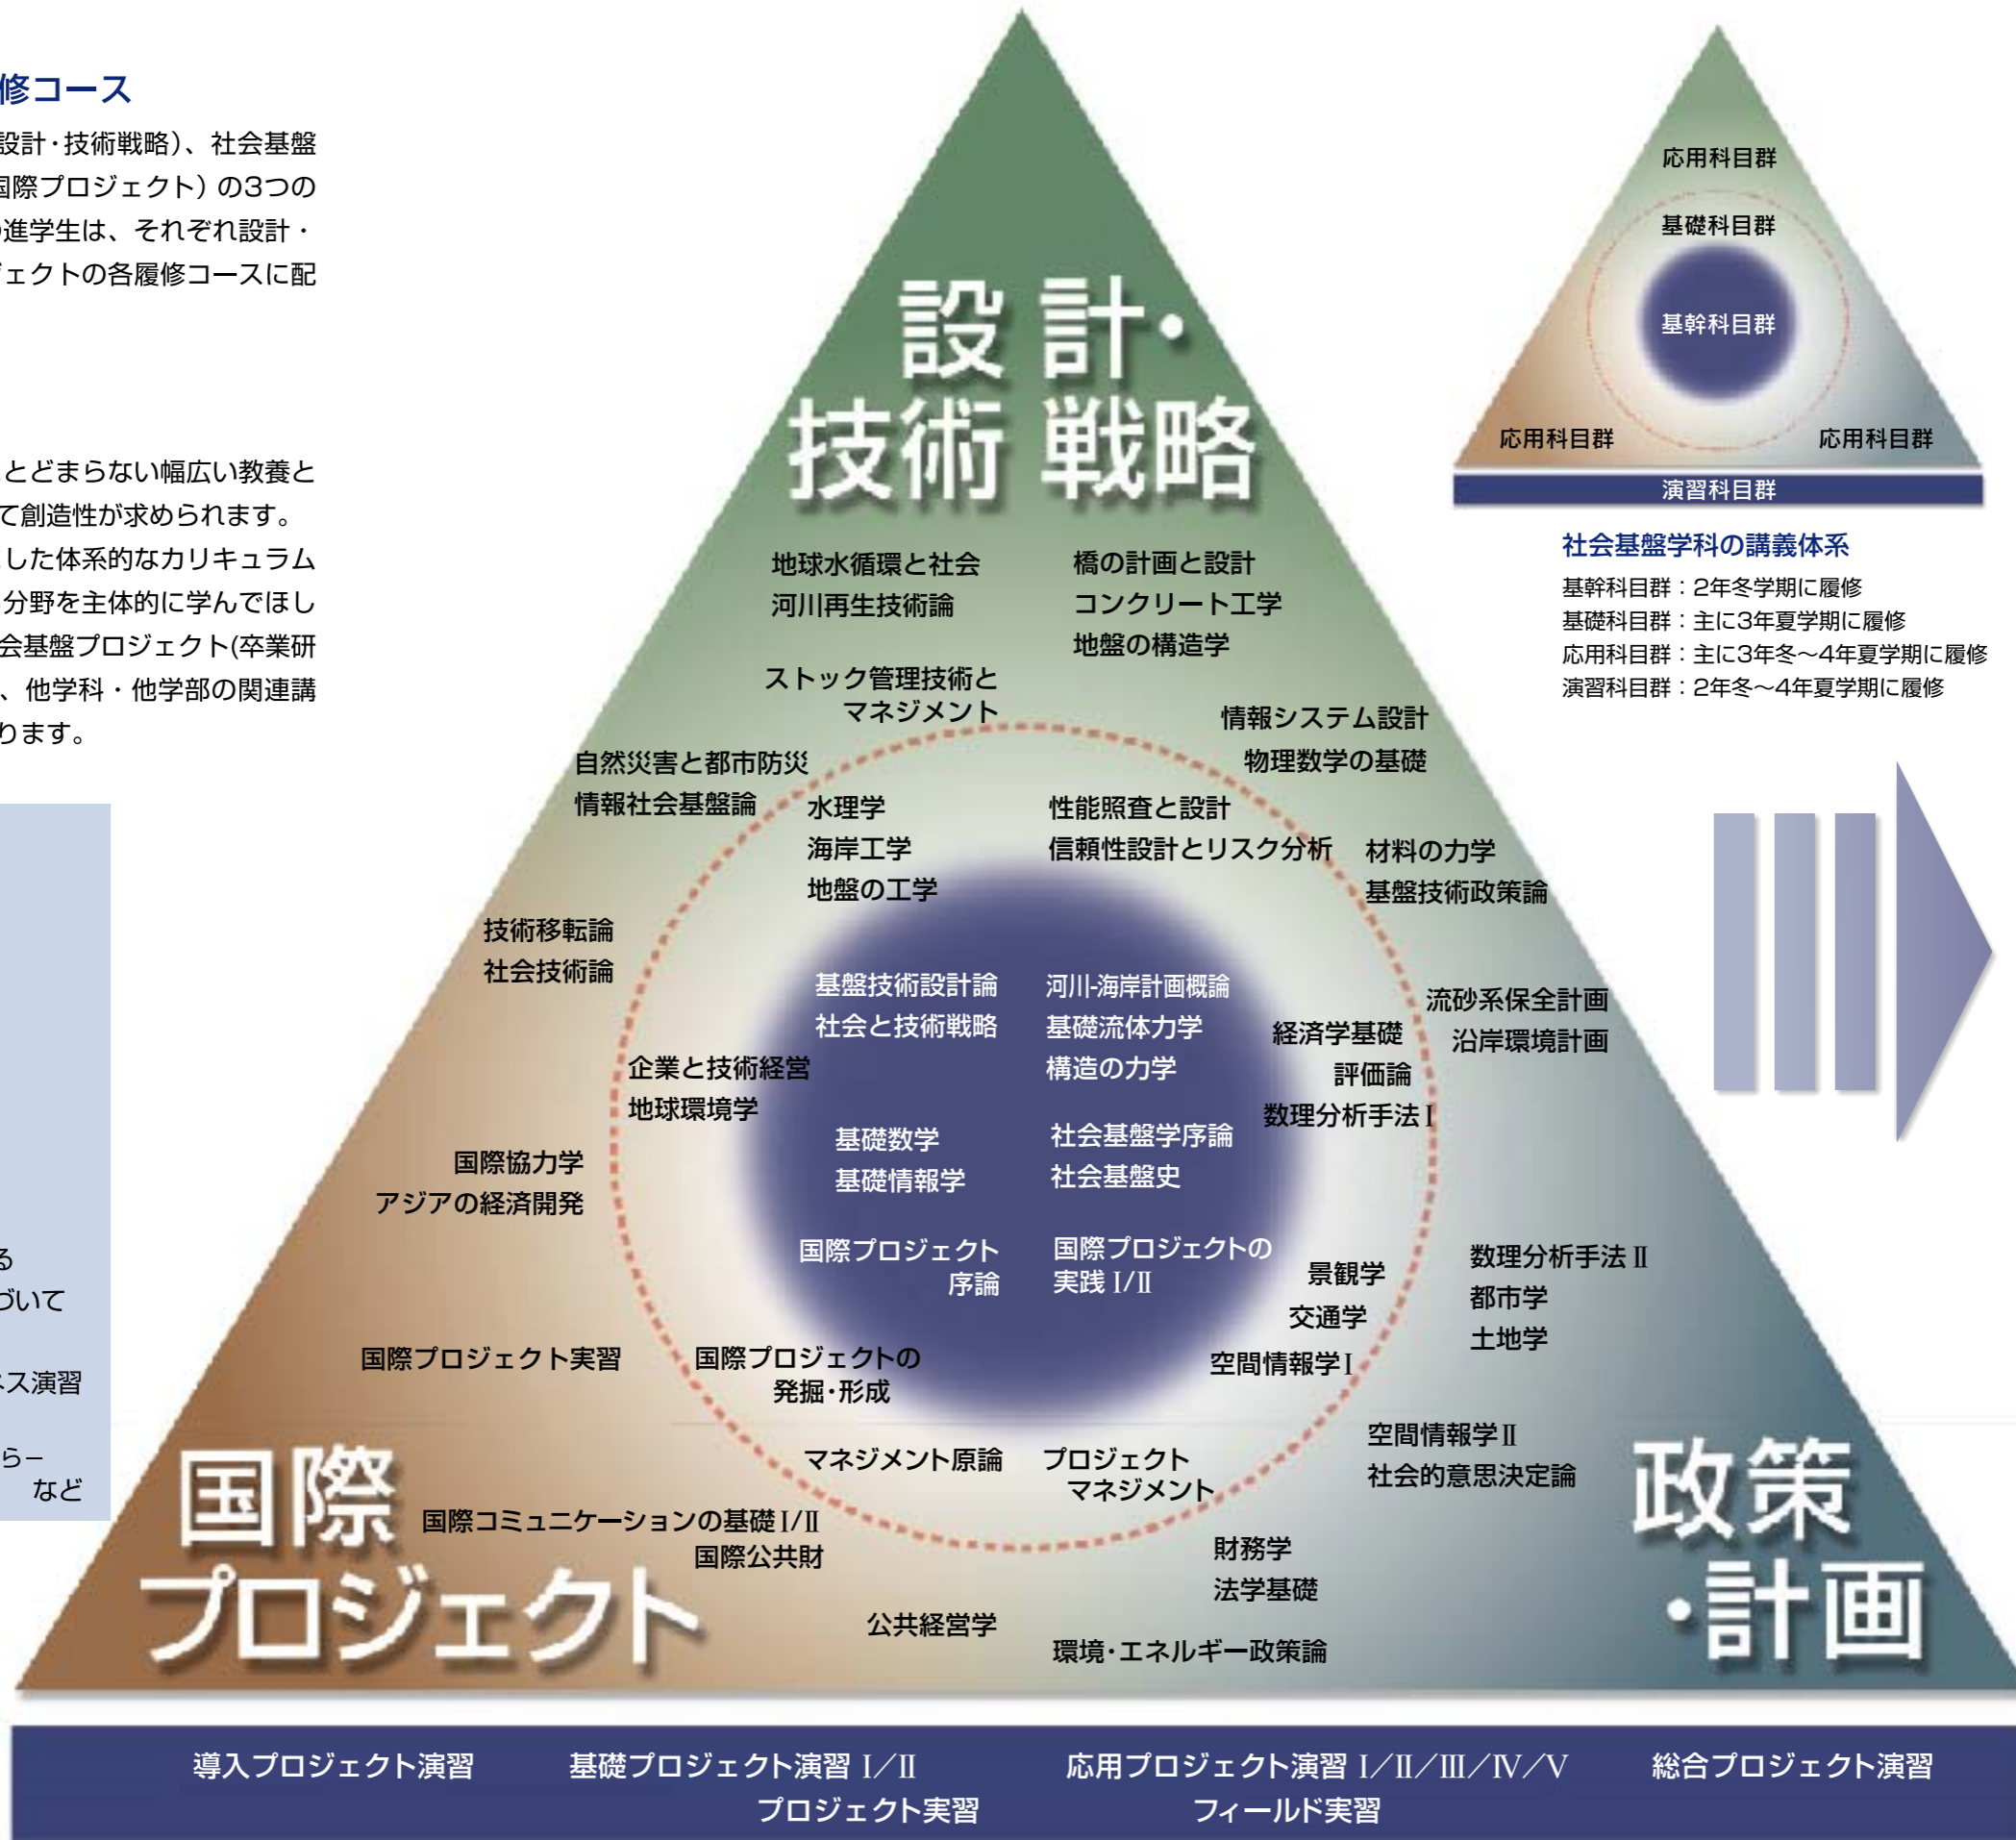 修コース
設計・技術戦略）、社会基盤
国際プロジェクト）の3つの
進学生は、それぞれ設計・
ジェクトの各履修コースに配
とどまらない幅広い教養と
て創造性が求められます。
した体系的なカリキュラム
分野を主体的に学んでほし
会基盤プロジェクト(卒業研
、他学科・他学部の関連講
ります。
る
づいて
ネス演習
ら－
など
設計・
技術戦略
地球水循環と社会
河川再生技術論
橋の計画と設計
コンクリート工学
地盤の構造学
ストック管理技術と
マネジメント
情報システム設計
物理数学の基礎
自然災害と都市防災
情報社会基盤論
水理学
海岸工学
地盤の工学
性能照査と設計
信頼性設計とリスク分析
材料の力学
基盤技術政策論
技術移転論
社会技術論
基盤技術設計論
社会と技術戦略
河川-海岸計画概論
基礎流体力学
構造の力学
流砂系保全計画
沿岸環境計画
経済学基礎
評価論
数理分析手法Ⅰ
企業と技術経営
地球環境学
基礎数学
基礎情報学
社会基盤学序論
社会基盤史
国際協力学
アジアの経済開発
国際プロジェクト
序論
国際プロジェクトの
実践 Ⅰ/Ⅱ
景観学
交通学
空間情報学Ⅰ
数理分析手法 Ⅱ
都市学
土地学
国際プロジェクト実習
国際プロジェクトの
発掘・形成
マネジメント原論
プロジェクト
マネジメント
空間情報学Ⅱ
社会的意思決定論
国際
プロジェクト
国際コミュニケーションの基礎 Ⅰ/Ⅱ
国際公共財
財務学
法学基礎
公共経営学
環境・エネルギー政策論
政策
・計画
導入プロジェクト演習
基礎プロジェクト演習 Ⅰ／Ⅱ
プロジェクト実習
応用プロジェクト演習 Ⅰ／Ⅱ／Ⅲ／Ⅳ／Ⅴ
フィールド実習
総合プロジェクト演習
応用科目群
基礎科目群
基幹科目群
応用科目群
応用科目群
演習科目群
社会基盤学科の講義体系
基幹科目群：2年冬学期に履修
基礎科目群：主に3年夏学期に履修
応用科目群：主に3年冬～4年夏学期に履修
演習科目群：2年冬～4年夏学期に履修